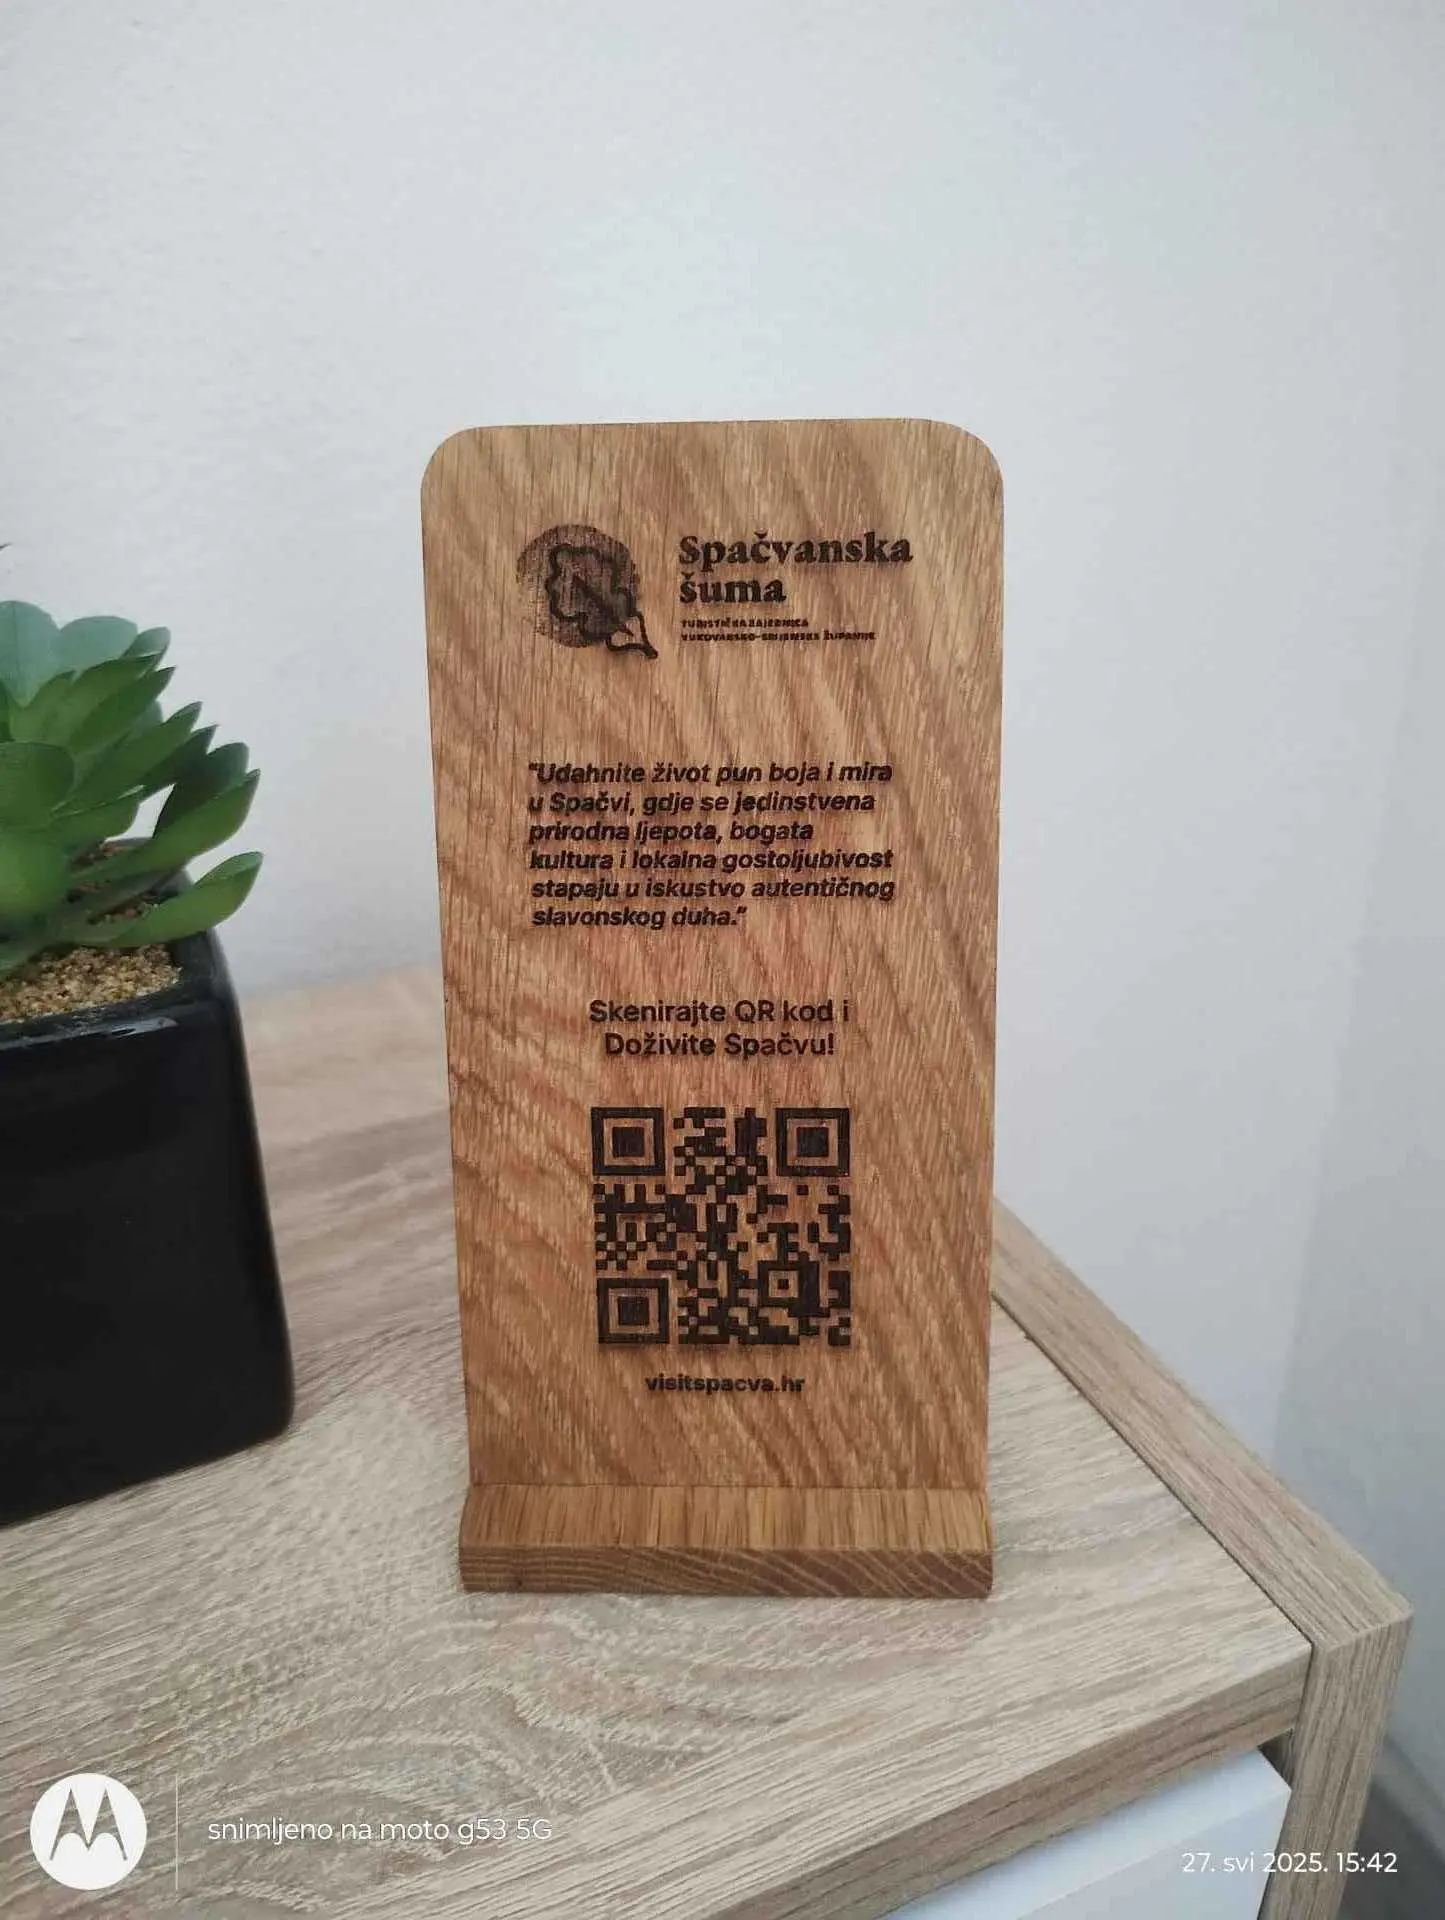 Spačvanska
šuma
TURISTIČKA ZAJEDNICA
VUKOVARSKO-SRIJEMSKE ŽUPANIJE
"Udahnite život pun boja i mira
u Spačvi, gdje se jedinstvena
prirodna ljepota, bogata
kultura i lokalna gostoljubivost
stapaju u iskustvo autentičnog
slavonskog duha."
Skenirajte QR kod i
Doživite Spačvu!
visitspacva.hr
snimljeno na moto g53 5G
27. svi 2025. 15:42